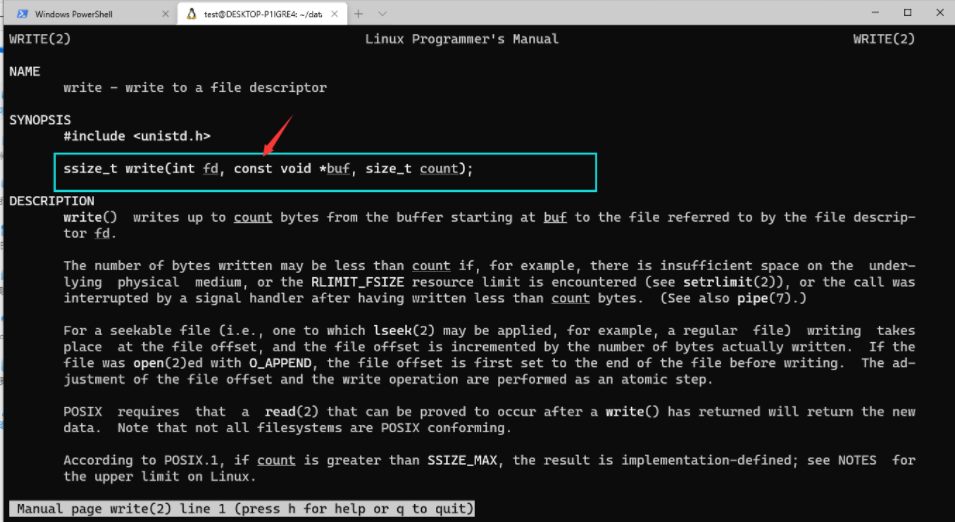 Windows PowerShell
test@DESKTOP-P1IGRE4: ~/data
WRITE(2) Linux Programmer's Manual WRITE(2)
NAME
write - write to a file descriptor
SYNOPSIS
#include <unistd.h>
ssize_t write(int fd, const void *buf, size_t count);
DESCRIPTION
write() writes up to count bytes from the buffer starting at buf to the file referred to by the file descrip-
tor fd.
The number of bytes written may be less than count if, for example, there is insufficient space on the under-
lying physical medium, or the RLIMIT_FSIZE resource limit is encountered (see setrlimit(2)), or the call was
interrupted by a signal handler after having written less than count bytes. (See also pipe(7).)
For a seekable file (i.e., one to which lseek(2) may be applied, for example, a regular file) writing takes
place at the file offset, and the file offset is incremented by the number of bytes actually written. If the
file was open(2)ed with O_APPEND, the file offset is first set to the end of the file before writing. The ad-
justment of the file offset and the write operation are performed as an atomic step.
POSIX requires that a read(2) that can be proved to occur after a write() has returned will return the new
data. Note that not all filesystems are POSIX conforming.
According to POSIX.1, if count is greater than SSIZE_MAX, the result is implementation-defined; see NOTES for
the upper limit on Linux.
Manual page write(2) line 1 (press h for help or q to quit)